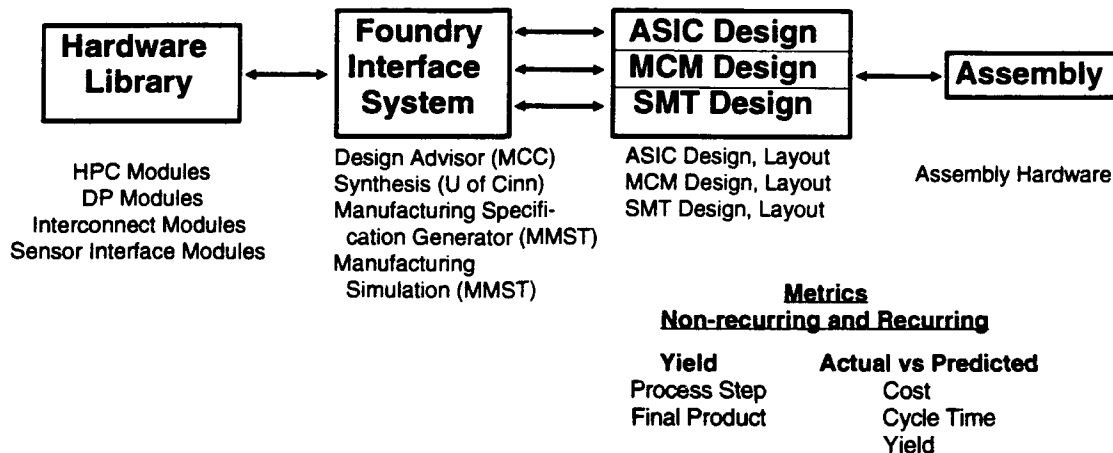 Hardware
Library
Foundry
Interface
System
ASIC Design
MCM Design
SMT Design
Assembly
HPC Modules
DP Modules
Interconnect Modules
Sensor Interface Modules
Design Advisor (MCC)
Synthesis (U of Cinn)
Manufacturing Specifi-
cation Generator (MMST)
Manufacturing
Simulation (MMST)
ASIC Design, Layout
MCM Design, Layout
SMT Design, Layout
Assembly Hardware
Metrics
Non-recurring and Recurring
Yield
Process Step
Final Product
Actual vs Predicted
Cost
Cycle Time
Yield